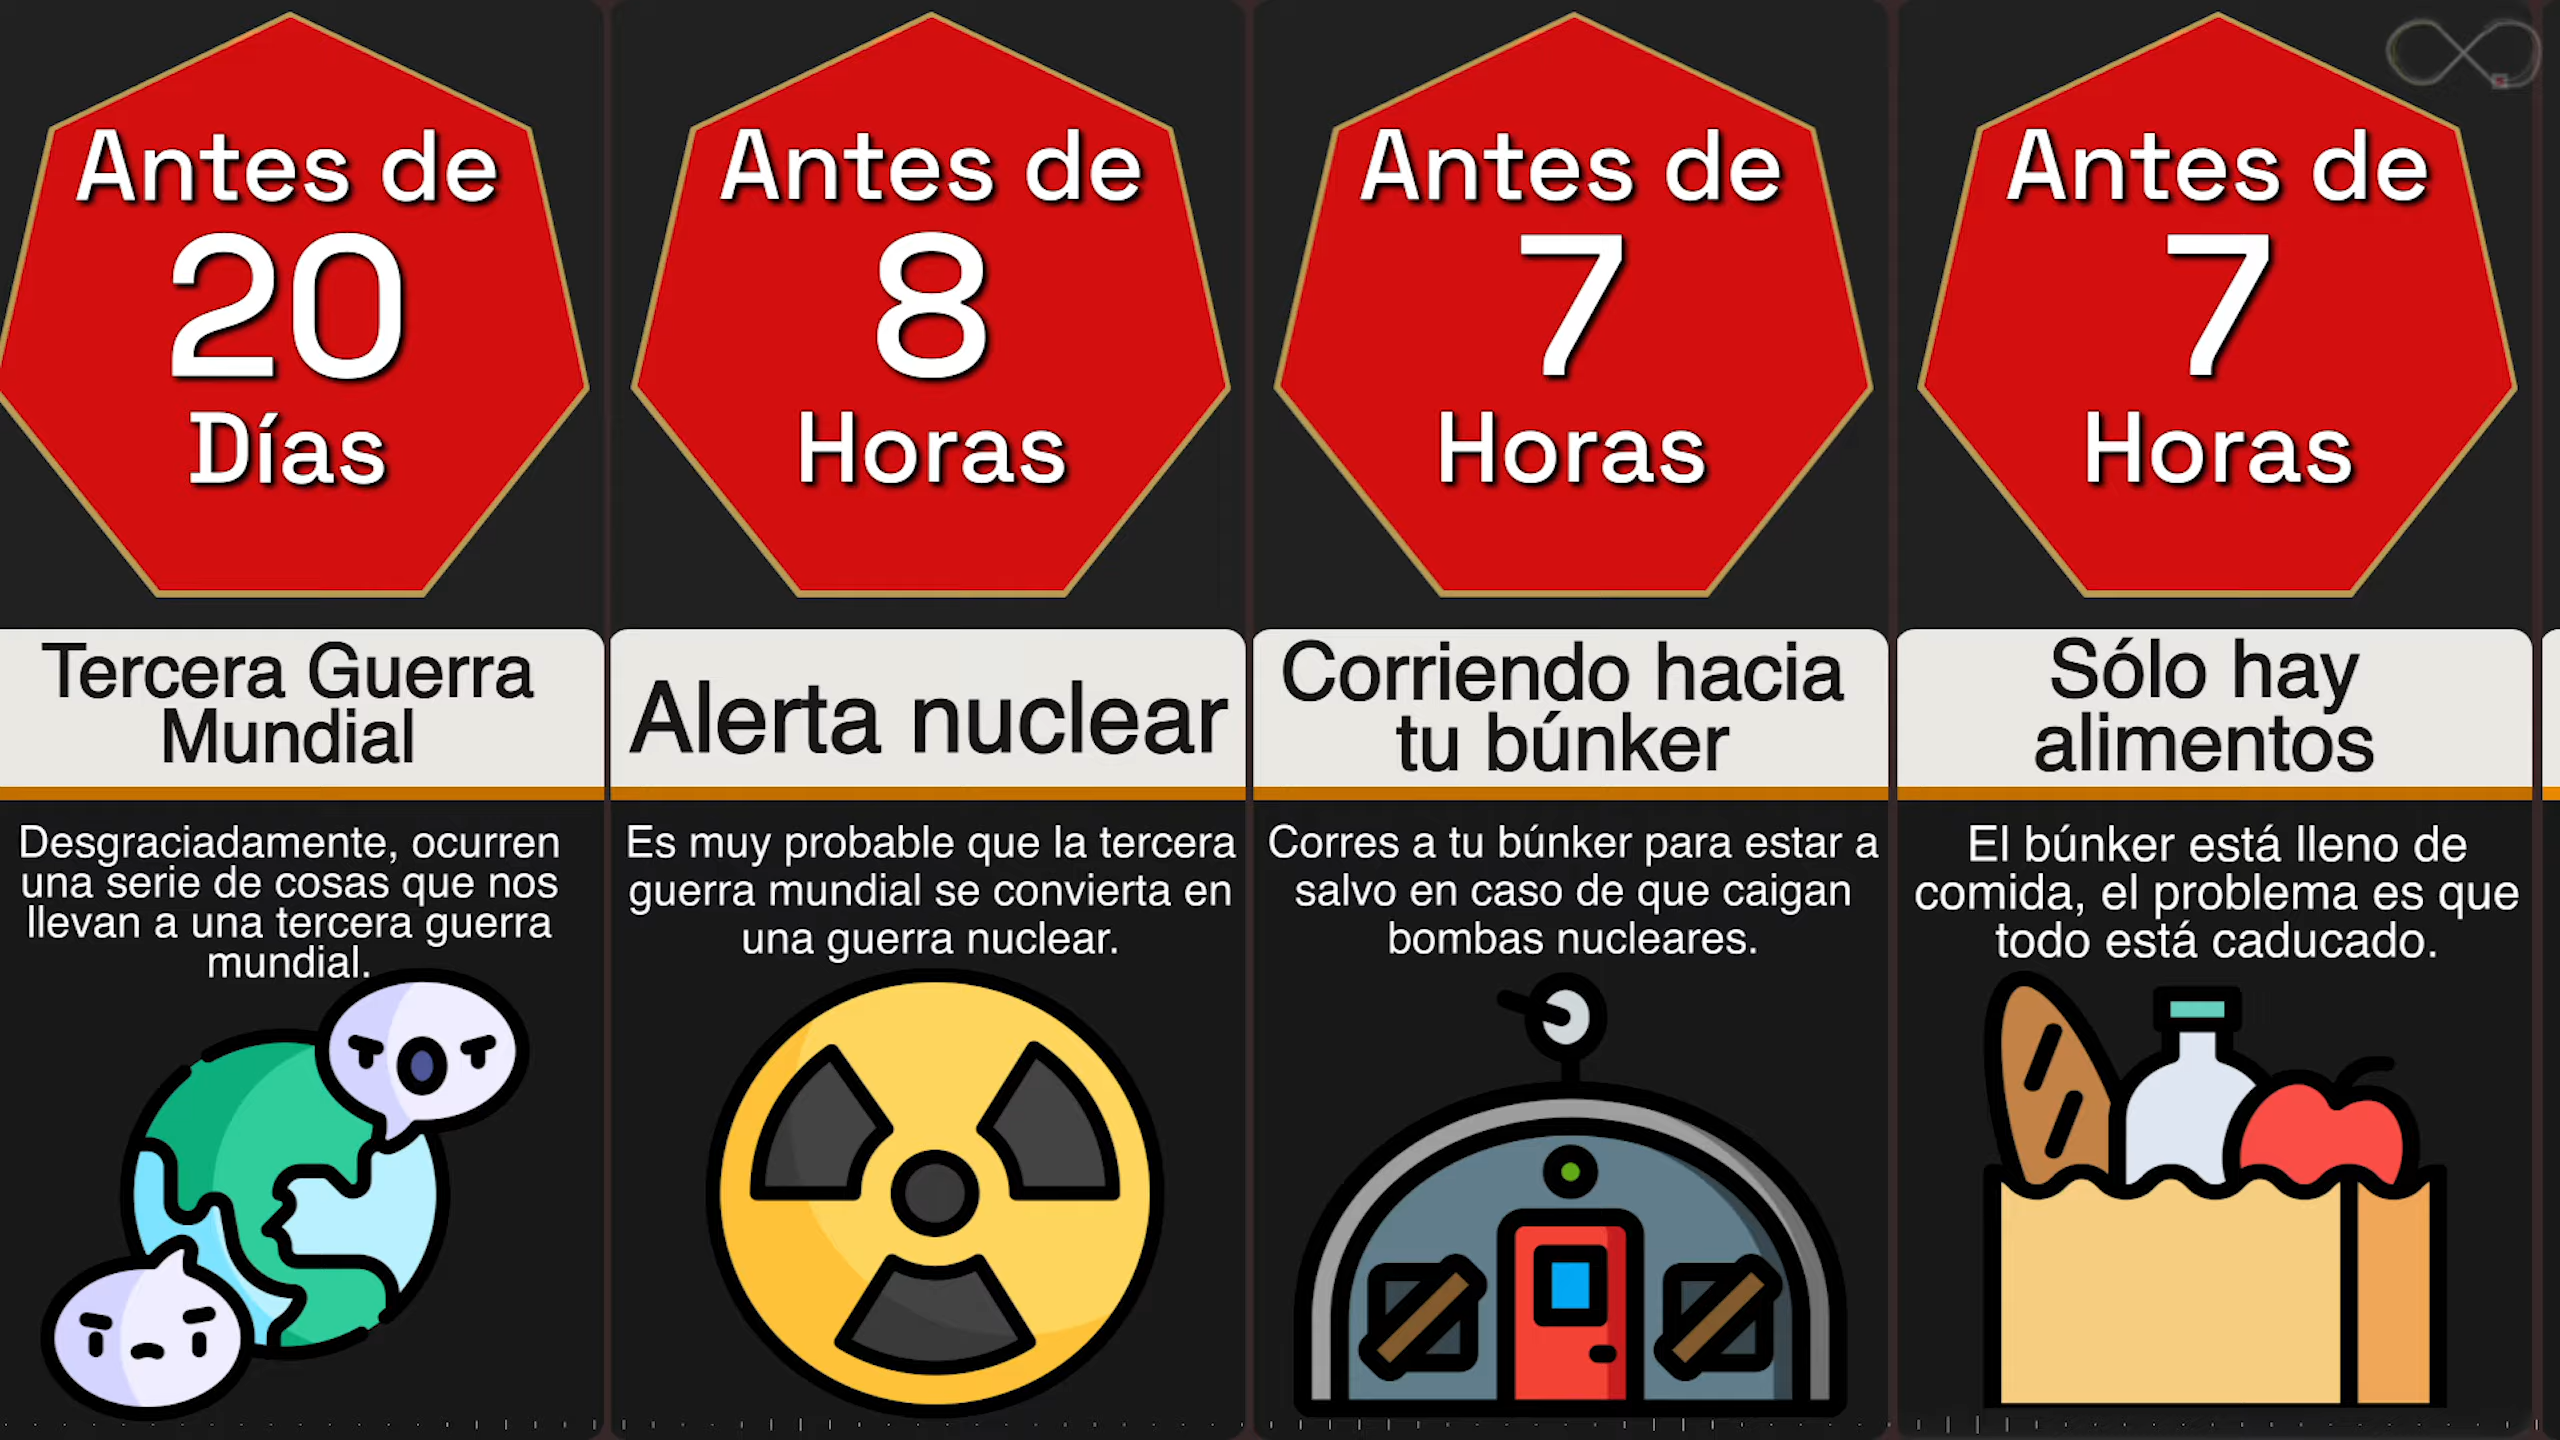 Antes de
20
Días
Tercera Guerra
Mundial
Desgraciadamente, ocurren
una serie de cosas que nos
llevan a una tercera guerra
mundial.
Antes de
8
Horas
Alerta nuclear
Es muy probable que la tercera
guerra mundial se convierta en
una guerra nuclear.
Antes de
7
Horas
Corriendo hacia
tu búnker
Corres a tu búnker para estar a
salvo en caso de que caigan
bombas nucleares.
Antes de
7
Horas
Sólo hay
alimentos
El búnker está lleno de
comida, el problema es que
todo está caducado.